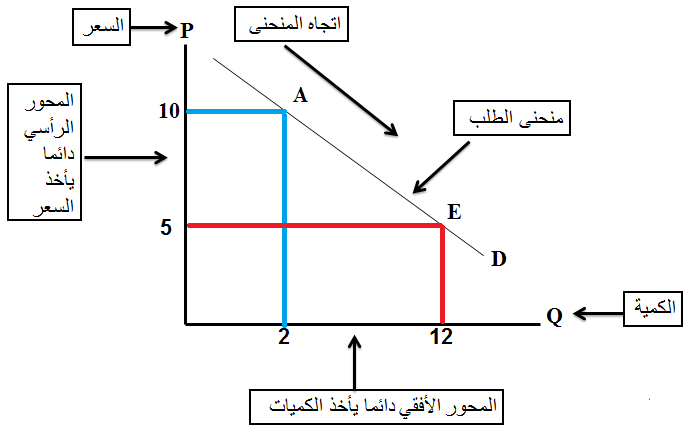 السعر
P
اتجاه المنحنى
المحور
الرأسي
دائما
يأخذ
السعر
10
A
منحنى الطلب
5
E
D
Q
الكمية
2
12
المحور الأفقي دائما يأخذ الكميات